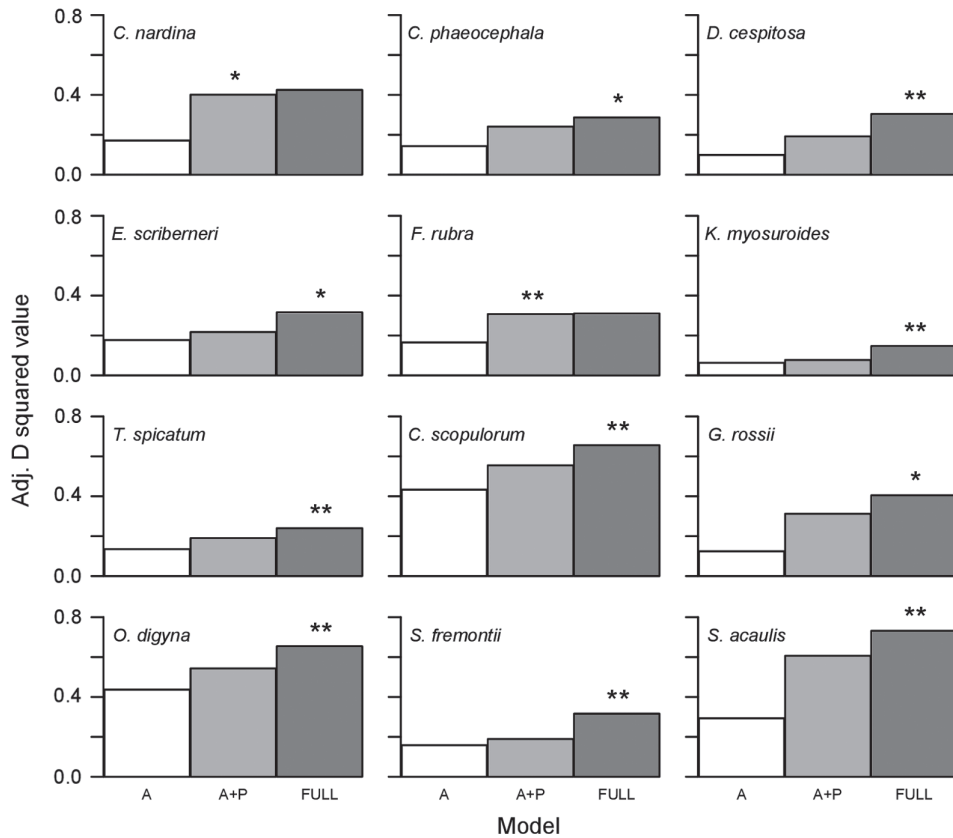 0.8
0.4
0.0
C. nardina
*
C. phaeocephala
*
D. cespitosa
**
0.8
0.4
0.0
E. scriberneri
*
F. rubra
**
K. myosuroides
**
0.8
0.4
0.0
T. spicatum
**
C. scopulorum
**
G. rossii
*
0.8
0.4
0.0
O. digyna
**
S. fremontii
**
S. acaulis
**
A A+P FULL
A A+P FULL
A A+P FULL
Adj. D squared value
Model